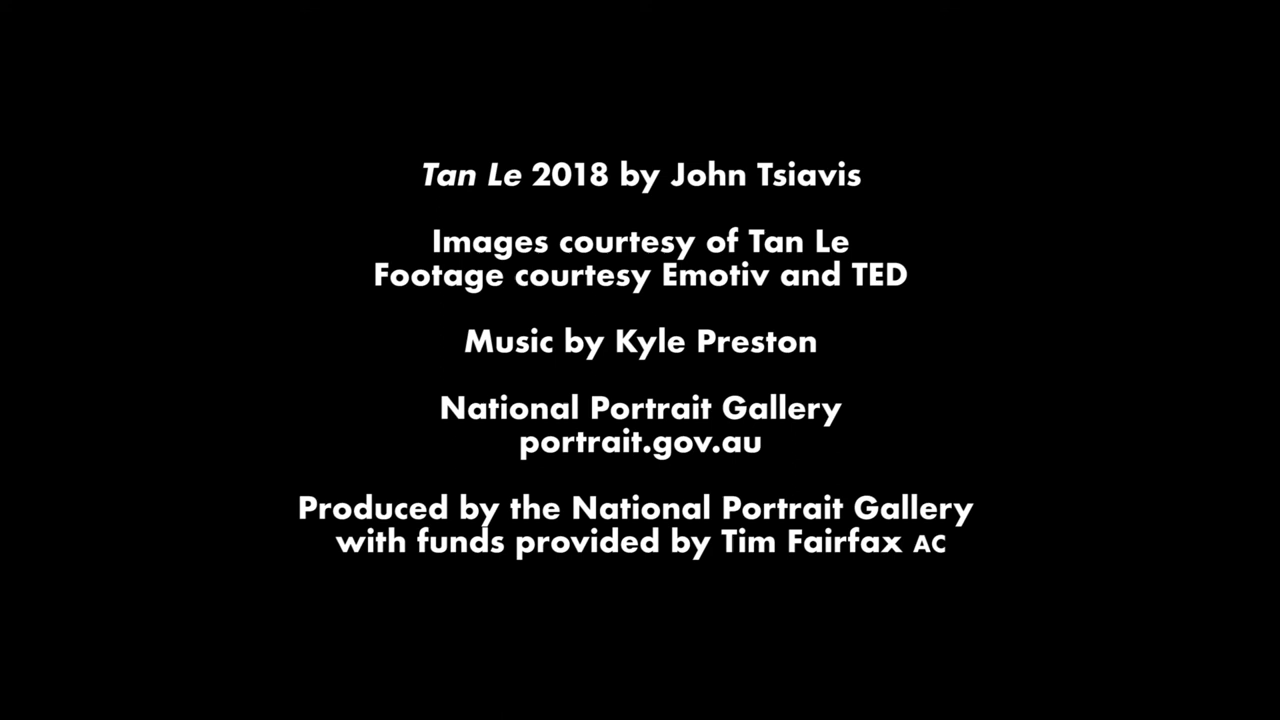 Tan Le 2018 by John Tsiavis
Images courtesy of Tan Le
Footage courtesy Emotiv and TED
Music by Kyle Preston
National Portrait Gallery
portrait.gov.au
Produced by the National Portrait Gallery
with funds provided by Tim Fairfax AC